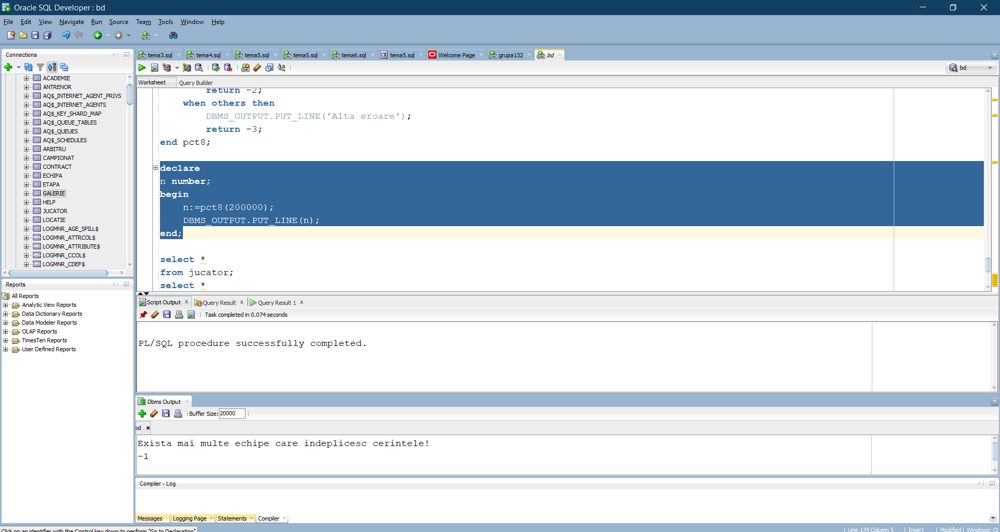 Oracle SQL Developer : bd
File Edit View Navigate Run Source Team Tools Window Help
Connections
ACADEMIE
ANTRENOR
AQ$_INTERNET_AGENT_PRIVS
AQ$_INTERNET_AGENTS
AQ$_KEY_SHARD_MAP
AQ$_QUEUE_TABLES
AQ$_QUEUES
AQ$_SCHEDULES
ARBITRU
CAMPIONAT
CONTRACT
ECHIPA
ETAPA
GALERIE
HELP
JUCATOR
LOCATIE
LOGMNR_AGE_SPILL$
LOGMNR_ATTRCOL$
LOGMNR_ATTRIBUTE$
LOGMNR_CCOL$
LOGMNR_CDEF$
Reports
All Reports
Analytic View Reports
Data Dictionary Reports
Data Modeler Reports
OLAP Reports
TimesTen Reports
User Defined Reports
tema3.sql tema4.sql tema5.sql tema5.sql tema6.sql tema5.sql Welcome Page grupa132 bd
bd
Worksheet Query Builder
return -2;
when others then
DBMS_OUTPUT.PUT_LINE('Alta eroare');
return -3;
end pct8;
declare
n number;
begin
n:=pct8(200000);
DBMS_OUTPUT.PUT_LINE(n);
end;
select *
from jucator;
select *
Script Output Query Result Query Result 1
Task completed in 0.074 seconds
PL/SQL procedure successfully completed.
Dbms Output
Buffer Size: 20000
bd
Exista mai multe echipe care indeplicesc cerintele!
-1
Compiler - Log
Messages Logging Page Statements Compiler
Click on an identifier with the Control key down to perform "Go to Declaration"
Line 174 Column 5 Insert Modified Windows: CR